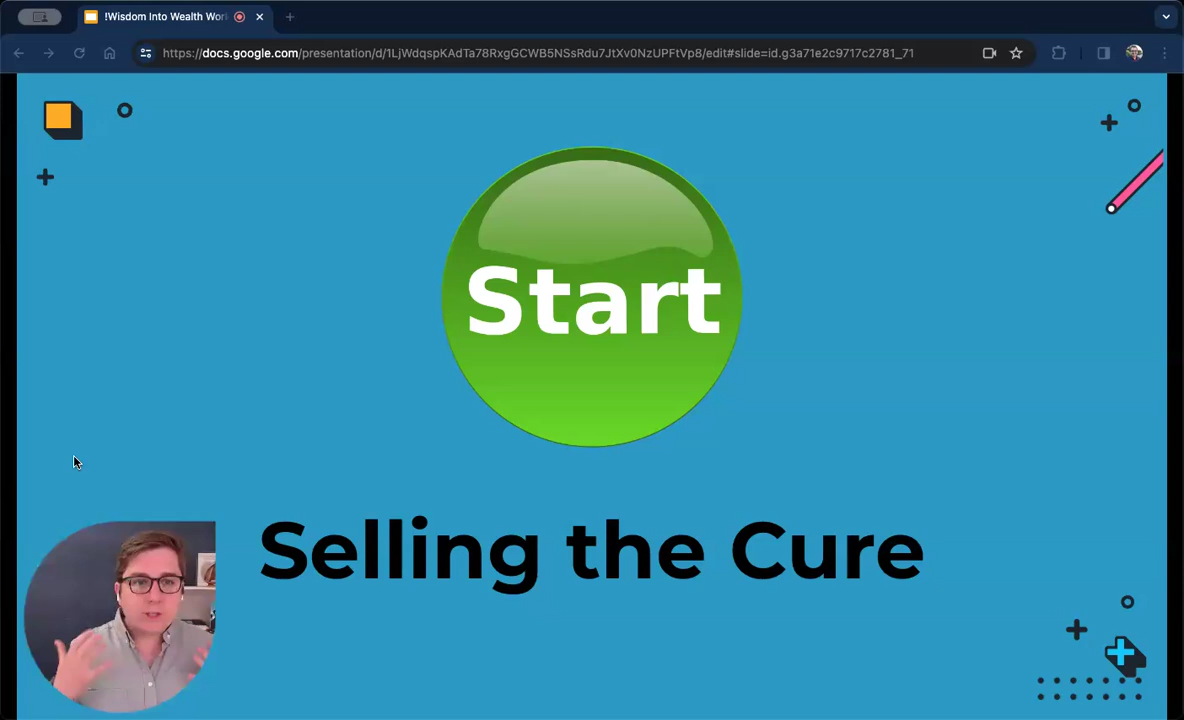 !Wisdom Into Wealth Wor
https://docs.google.com/presentation/d/1LjWdqspKAdTa78RxgGCWB5NSsRdu7JtXv0NzUPFtVp8/edit#slide=id.g3a71e2c9717c2781_71
Start
Selling the Cure